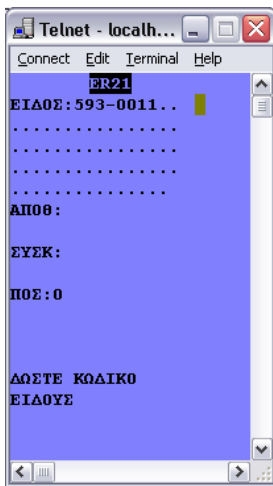 Telnet - localh...
Connect Edit Terminal Help
ER21
ΕΙΔΟΣ:593-0011..
................
................
................
...............
ΑΠΟΘ:
ΣΥΣΚ:
ΠΟΣ:0
ΔΩΣΤΕ ΚΩΔΙΚΟ
ΕΙΔΟΥΣ